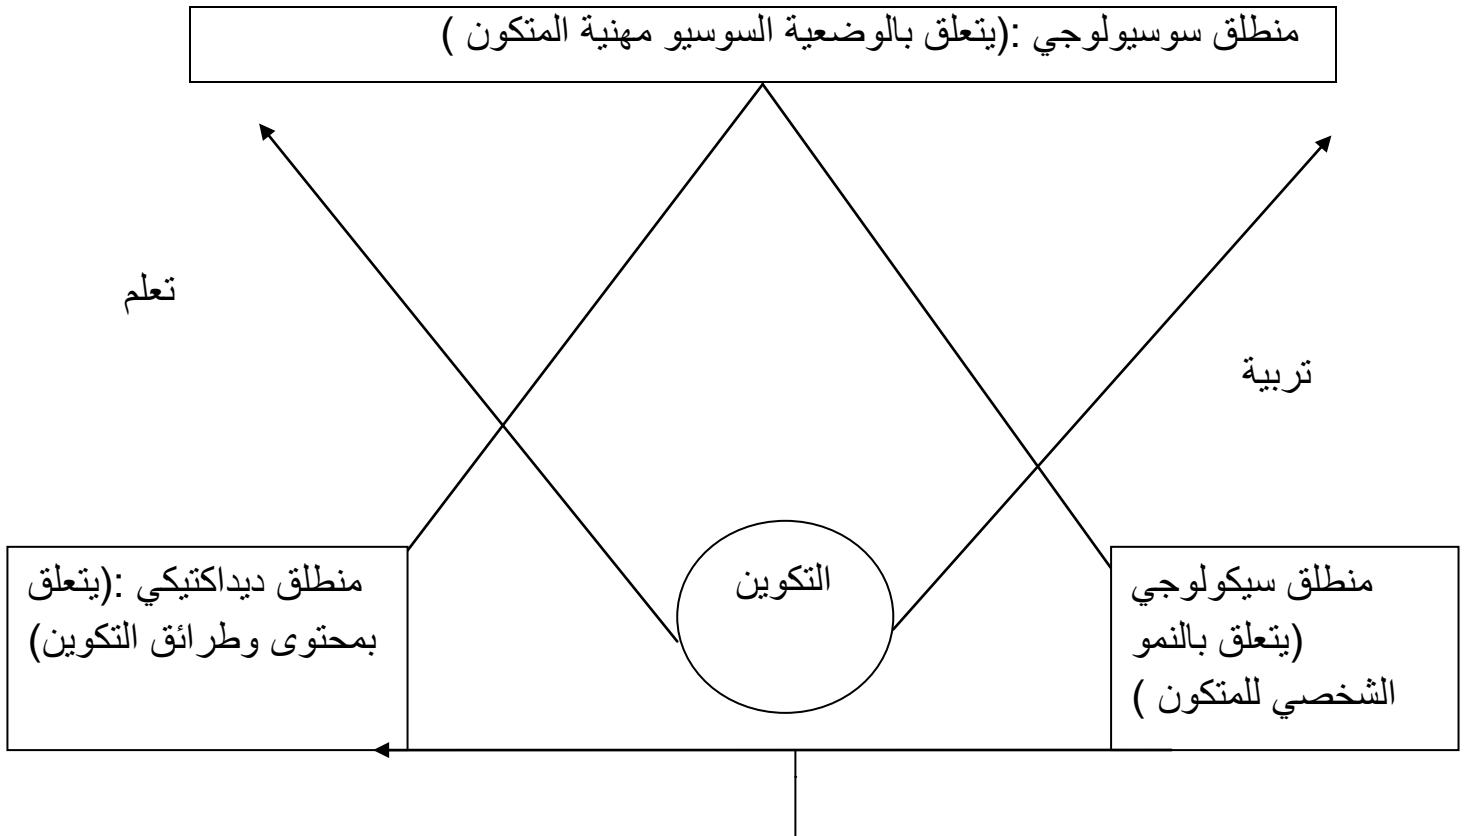 منطلق سوسيولوجي :(يتعلق بالوضعية السوسيو مهنية المتكون )
تعلم
تربية
التكوين
منطلق سيكولوجي
(يتعلق بالنمو
الشخصي للمتكون )
منطلق ديداكتيكي :(يتعلق
بمحتوى وطرائق التكوين)